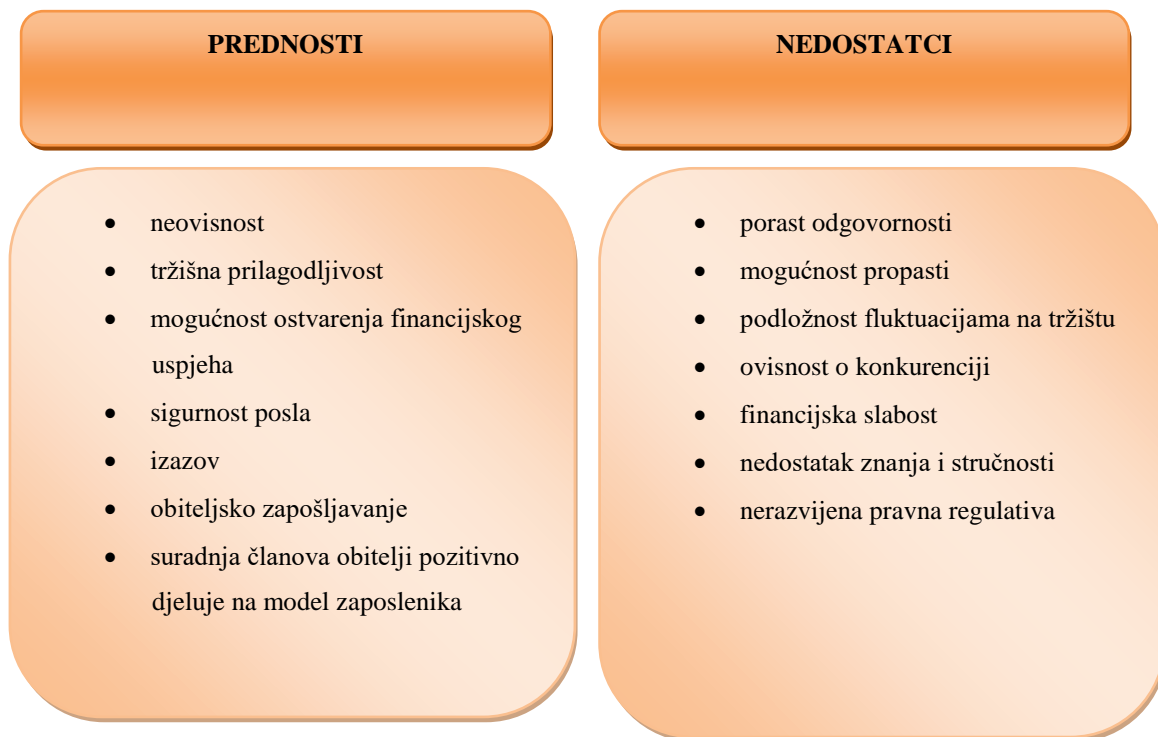 PREDNOSTI
• neovisnost
• tržišna prilagodljivost
• mogućnost ostvarenja financijskog
uspjeha
• sigurnost posla
• izazov
• obiteljsko zapošljavanje
• suradnja članova obitelji pozitivno
djeluje na model zaposlenika
NEDOSTATCI
• porast odgovornosti
• mogućnost propasti
• podložnost fluktuacijama na tržištu
• ovisnost o konkurenciji
• financijska slabost
• nedostatak znanja i stručnosti
• nerazvijena pravna regulativa